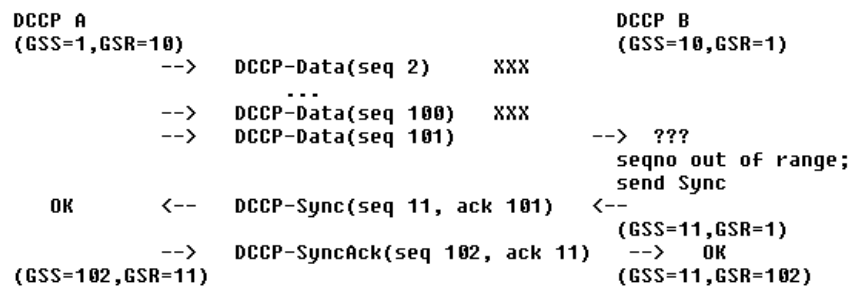 DCCP A                                          DCCP B
(GSS=1,GSR=10)                                  (GSS=10,GSR=1)
            -->   DCCP-Data(seq 2)     XXX
                  ...
            -->   DCCP-Data(seq 100)   XXX
            -->   DCCP-Data(seq 101)          -->  ???
                                                seqno out of range;
                                                send Sync
   OK       <--   DCCP-Sync(seq 11, ack 101)  <--
                                                (GSS=11,GSR=1)
            -->   DCCP-SyncAck(seq 102, ack 11)  -->   OK
(GSS=102,GSR=11)                                (GSS=11,GSR=102)